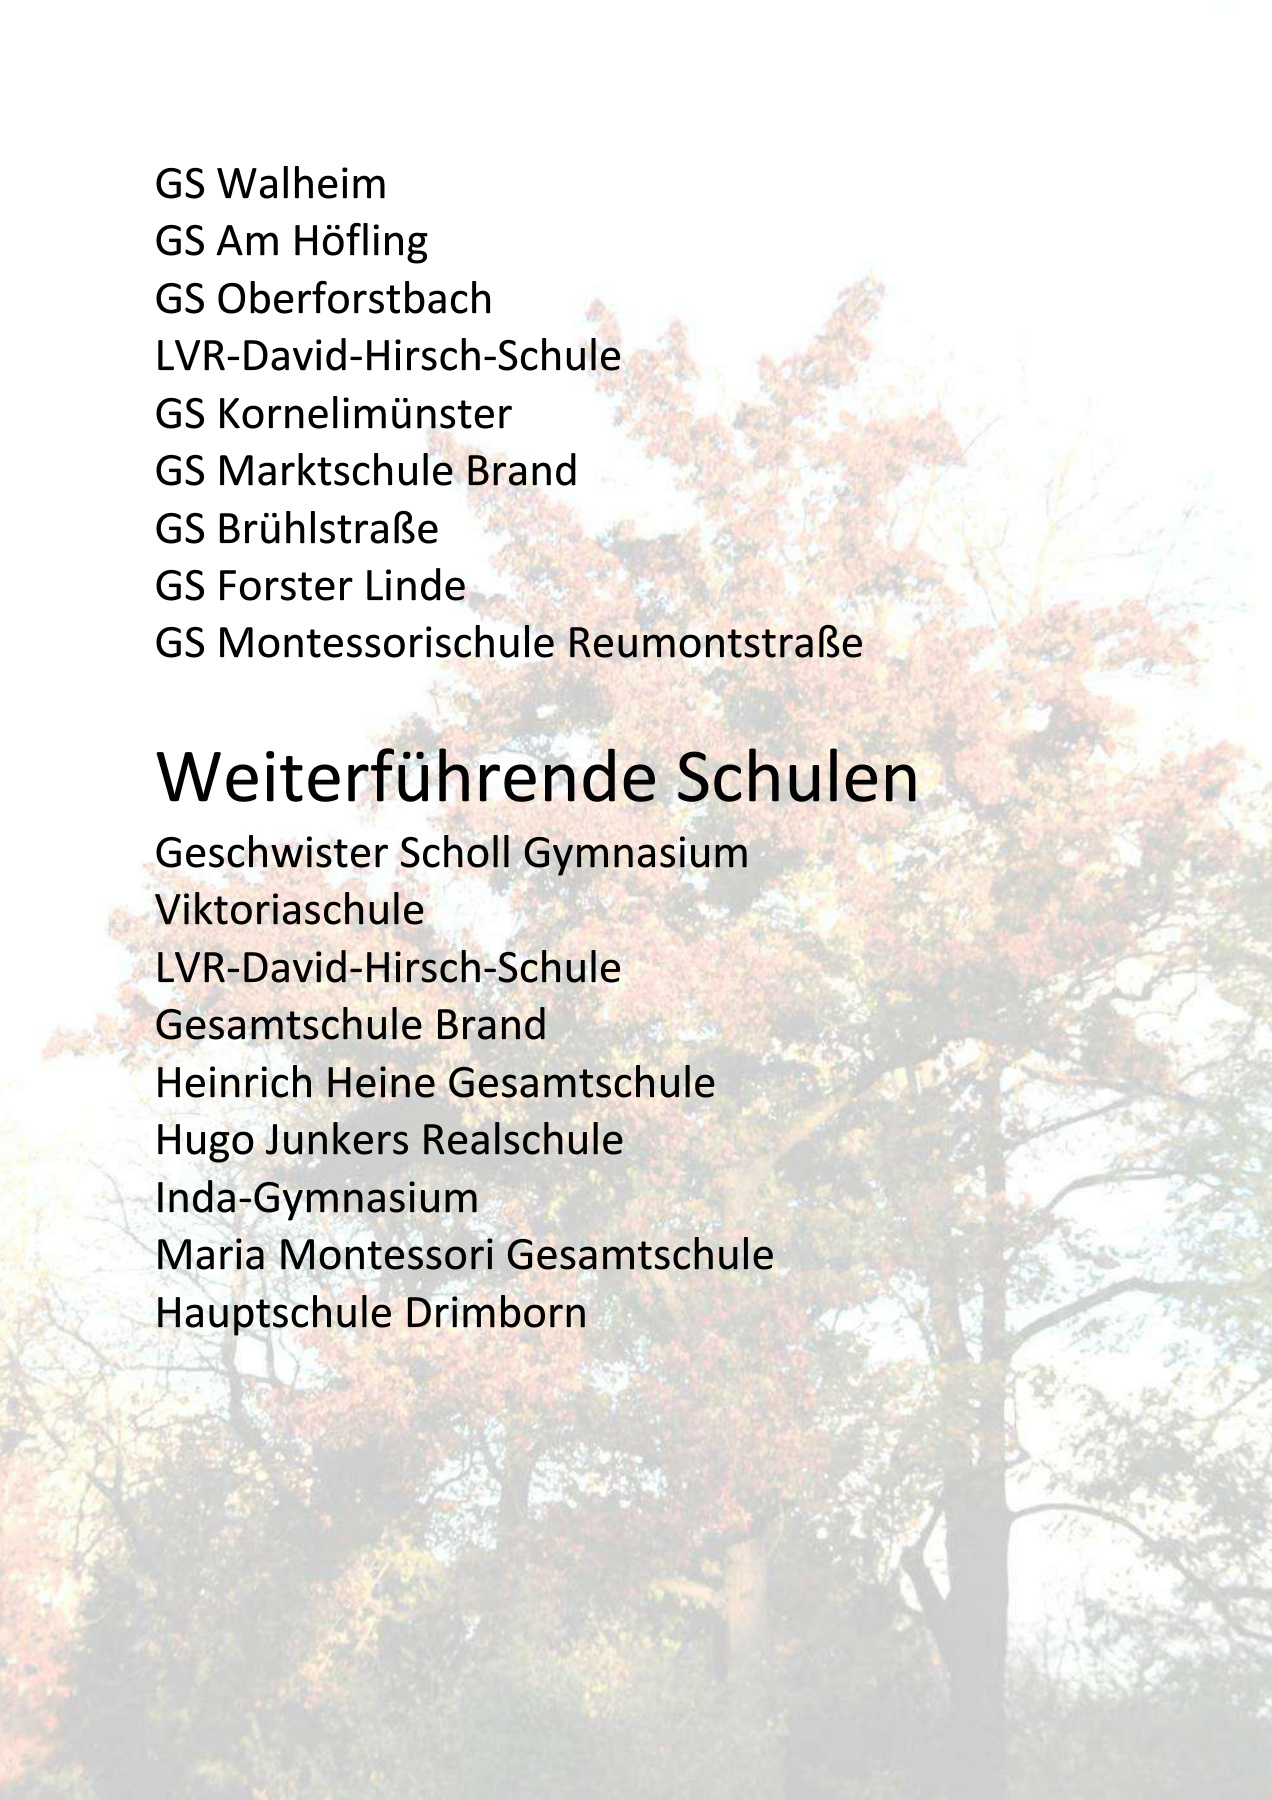 GS Walheim
GS Am Höfling
GS Oberforstbach
LVR-David-Hirsch-Schule
GS Kornelimünster
GS Marktschule Brand
GS Brühlstraße
GS Forster Linde
GS Montessorischule Reumontstraße
Weiterführende Schulen
Geschwister Scholl Gymnasium
Viktoriaschule
LVR-David-Hirsch-Schule
Gesamtschule Brand
Heinrich Heine Gesamtschule
Hugo Junkers Realschule
Inda-Gymnasium
Maria Montessori Gesamtschule
Hauptschule Drimborn